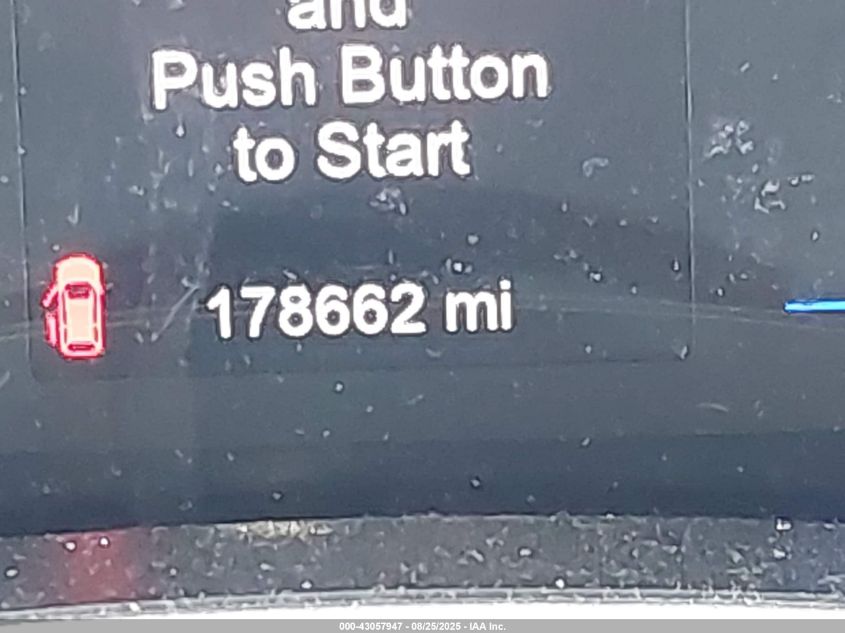 and
Push Button
to Start
178662 mi
000-43057947 - 08/25/2025 - IAA Inc.